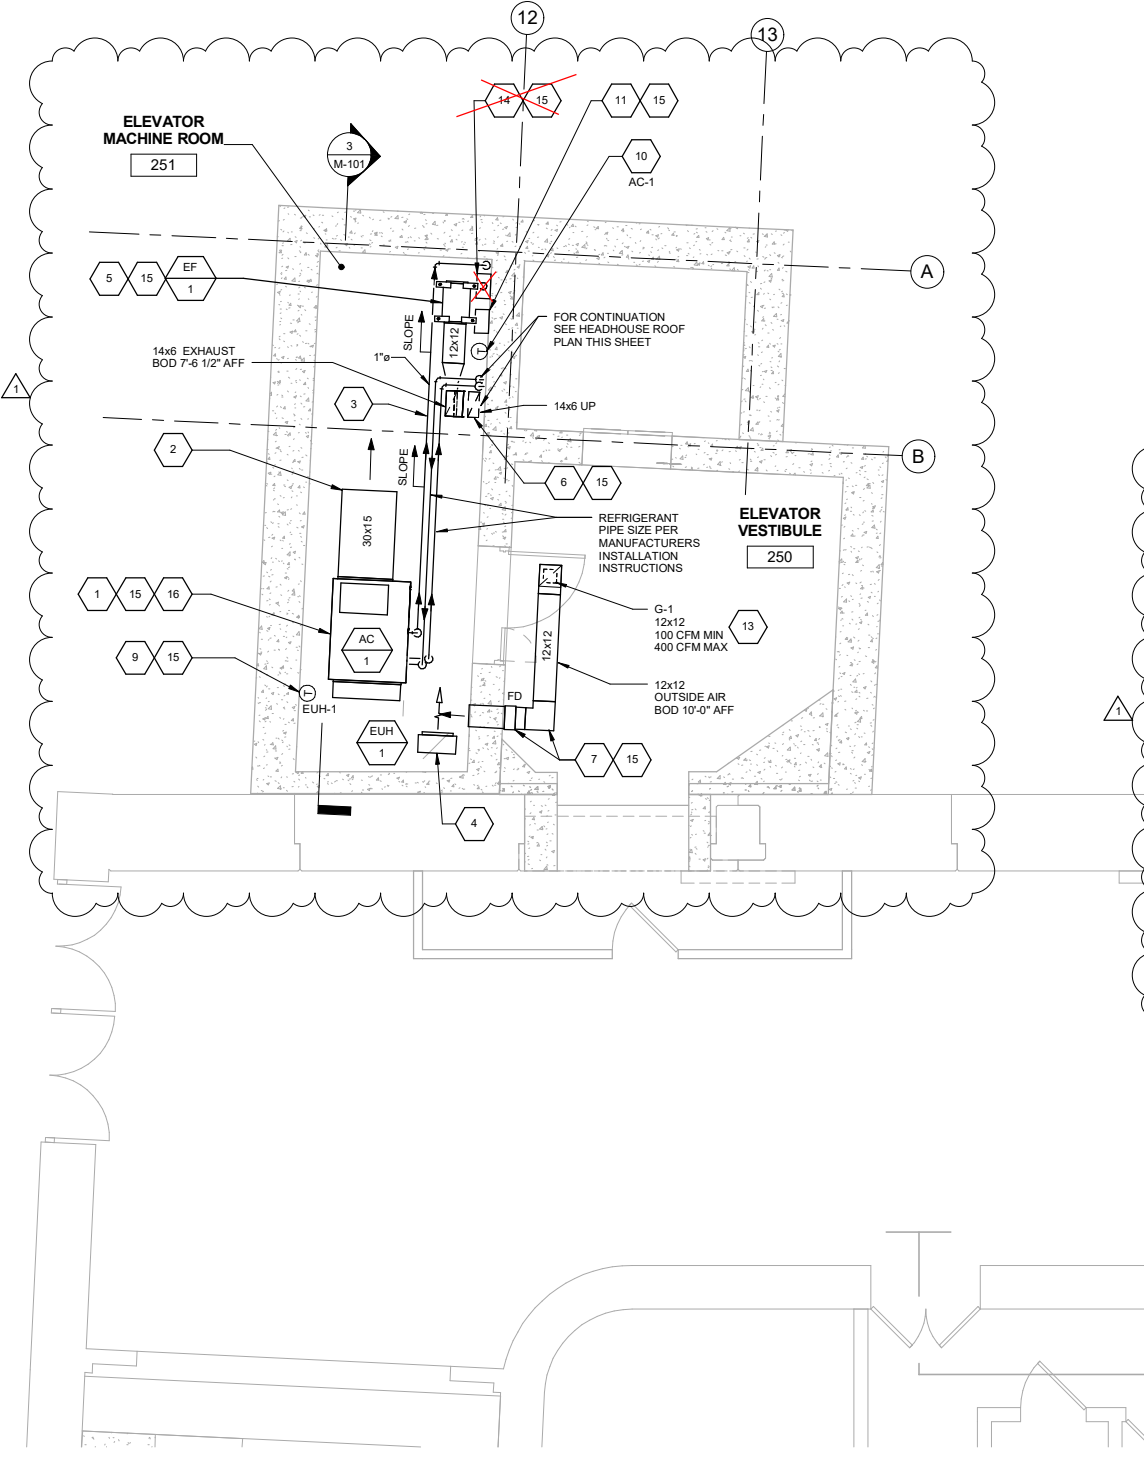 12
13
14 15
11 15
10
AC-1
ELEVATOR
MACHINE ROOM
251
3
M-101
A
5 15 EF
1
SLOPE
12x12
T
FOR CONTINUATION
SEE HEADHOUSE ROOF
PLAN THIS SHEET
14x6 EXHAUST
BOD 7'-6 1/2" AFF
1"ø
1
3
14x6 UP
2
B
SLOPE
6 15
30x15
REFRIGERANT
PIPE SIZE PER
MANUFACTURERS
INSTALLATION
INSTRUCTIONS
ELEVATOR
VESTIBULE
250
1 15 16
G-1
12x12
100 CFM MIN
400 CFM MAX
13
AC
1
12x12
9 15
T
EUH-1
12x12
OUTSIDE AIR
BOD 10'-0" AFF
FD
1
EUH
1
7 15
4